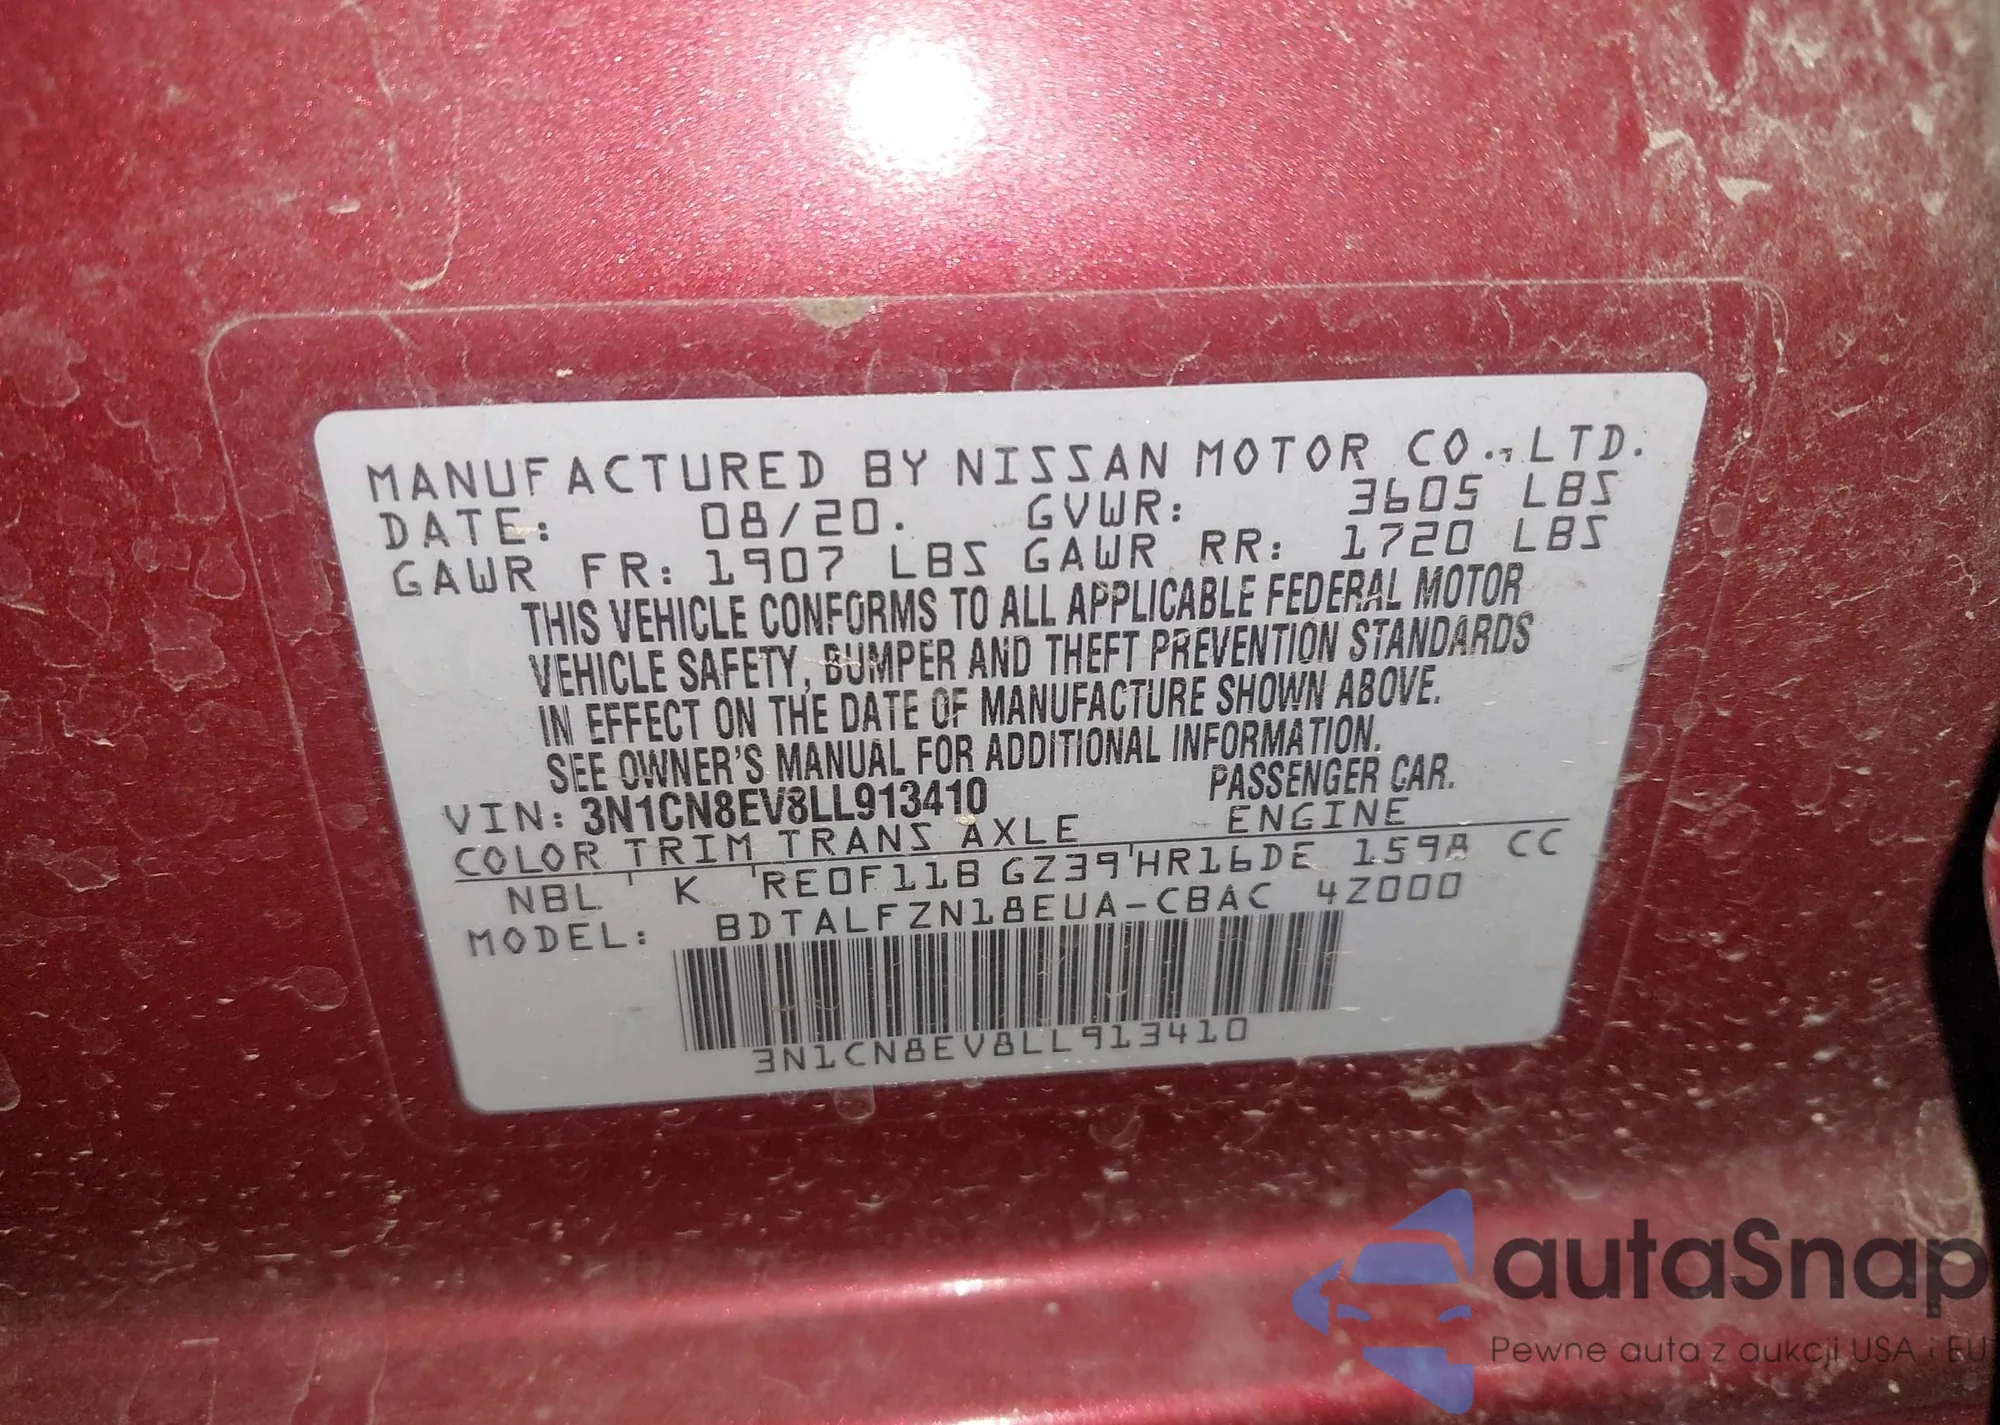 MANUFACTURED BY NISSAN MOTOR CO., LTD.
DATE: 08/20. GVWR: 3605 LBS
GAWR FR: 1907 LBS GAWR RR: 1720 LBS
THIS VEHICLE CONFORMS TO ALL APPLICABLE FEDERAL MOTOR
VEHICLE SAFETY, BUMPER AND THEFT PREVENTION STANDARDS
IN EFFECT ON THE DATE OF MANUFACTURE SHOWN ABOVE.
SEE OWNER'S MANUAL FOR ADDITIONAL INFORMATION.
VIN: 3N1CN8EV8LL913410 PASSENGER CAR.
COLOR TRIM TRANS AXLE ENGINE
NBL ' K 'RE0F11B GZ39'HR16DE 1598 CC
MODEL: BDTALFZN18EUA-CBAC 4Z000
3N1CN8EV8LL913410
autaSnap
Pewne auta z aukcji USA i EU